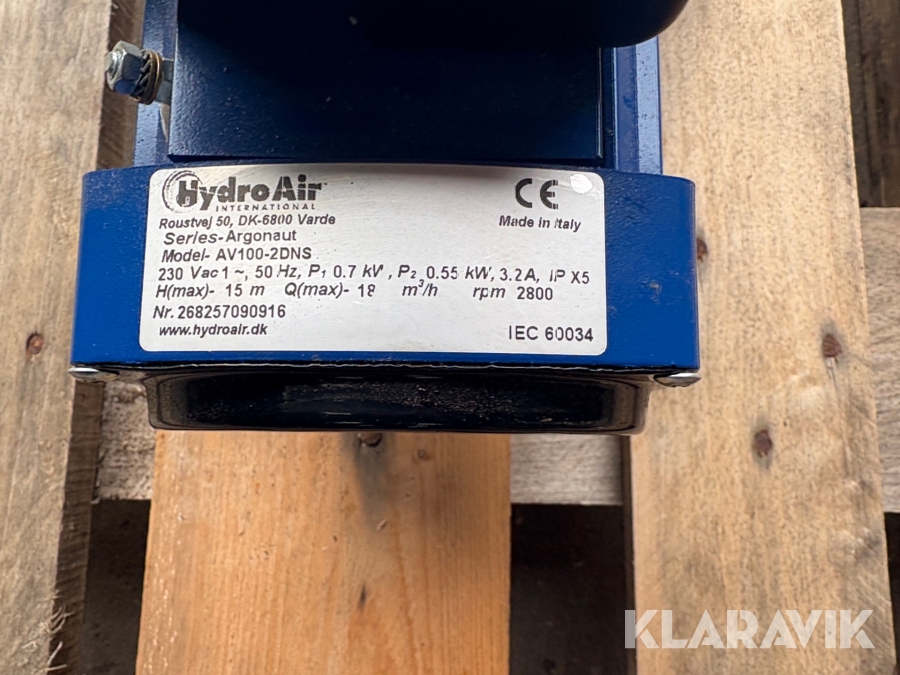 HydroAir
INTERNATIONAL
CE
Roustvej 50, DK-6800 Varde
Made in Italy
Series- Argonaut
Model- AV100-2DNS
230 Vac 1 ~, 50 Hz, P1 0.7 kW, P2 0.55 kW, 3.2A, IP X5
H(max)- 15 m Q(max)- 18 m³/h rpm 2800
Nr. 268257090916
www.hydroair.dk
IEC 60034
KLARAVIK